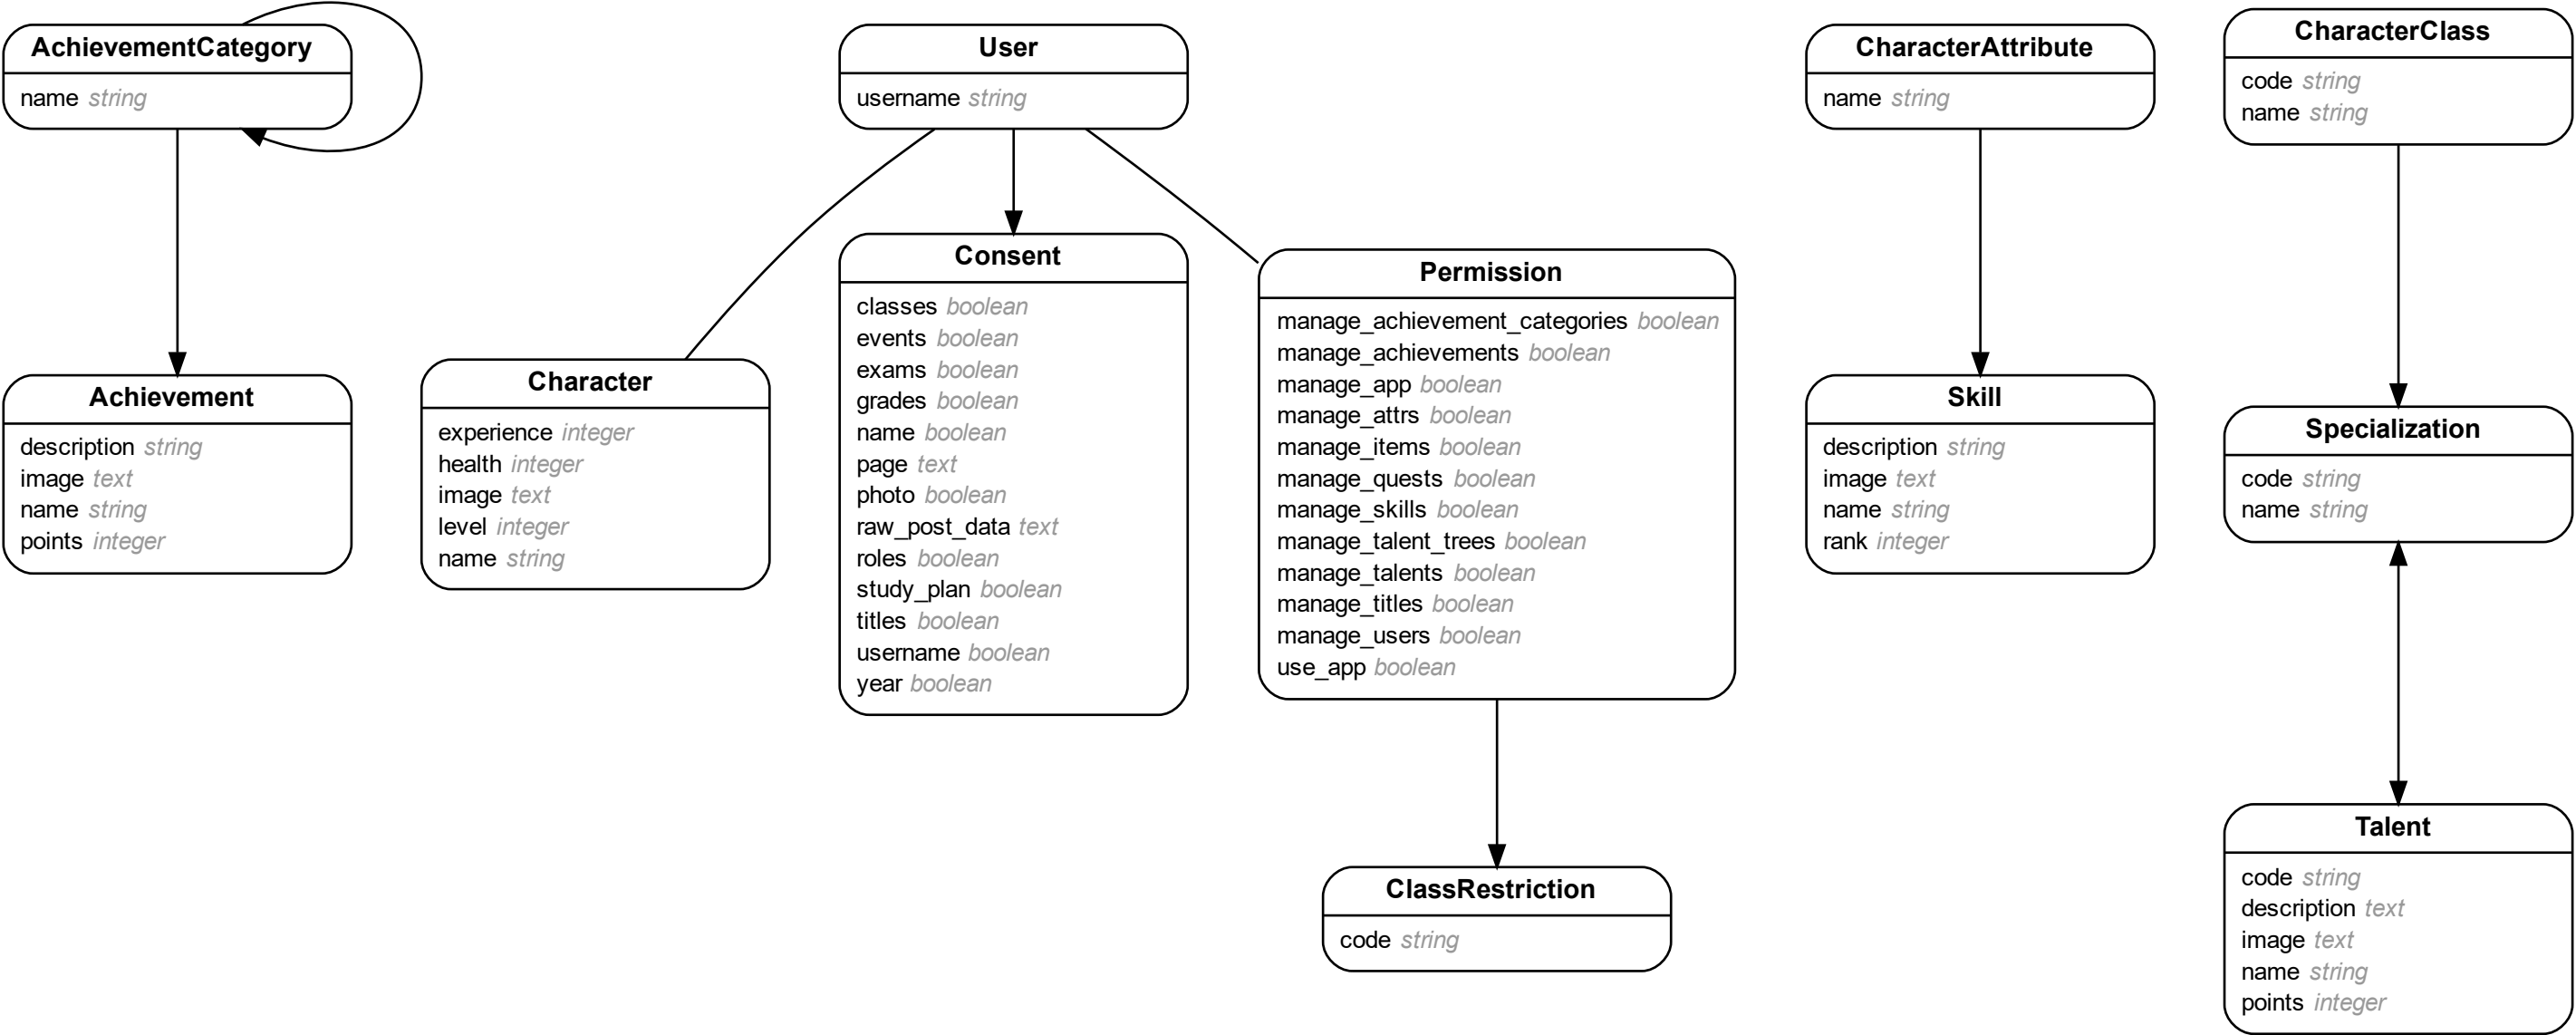 AchievementCategory
name string
User
username string
CharacterAttribute
name string
CharacterClass
code string
name string
Achievement
description string
image text
name string
points integer
Character
experience integer
health integer
image text
level integer
name string
Consent
classes boolean
events boolean
exams boolean
grades boolean
name boolean
page text
photo boolean
raw_post_data text
roles boolean
study_plan boolean
titles boolean
username boolean
year boolean
Permission
manage_achievement_categories boolean
manage_achievements boolean
manage_app boolean
manage_attrs boolean
manage_items boolean
manage_quests boolean
manage_skills boolean
manage_talent_trees boolean
manage_talents boolean
manage_titles boolean
manage_users boolean
use_app boolean
Skill
description string
image text
name string
rank integer
Specialization
code string
name string
ClassRestriction
code string
Talent
code string
description text
image text
name string
points integer